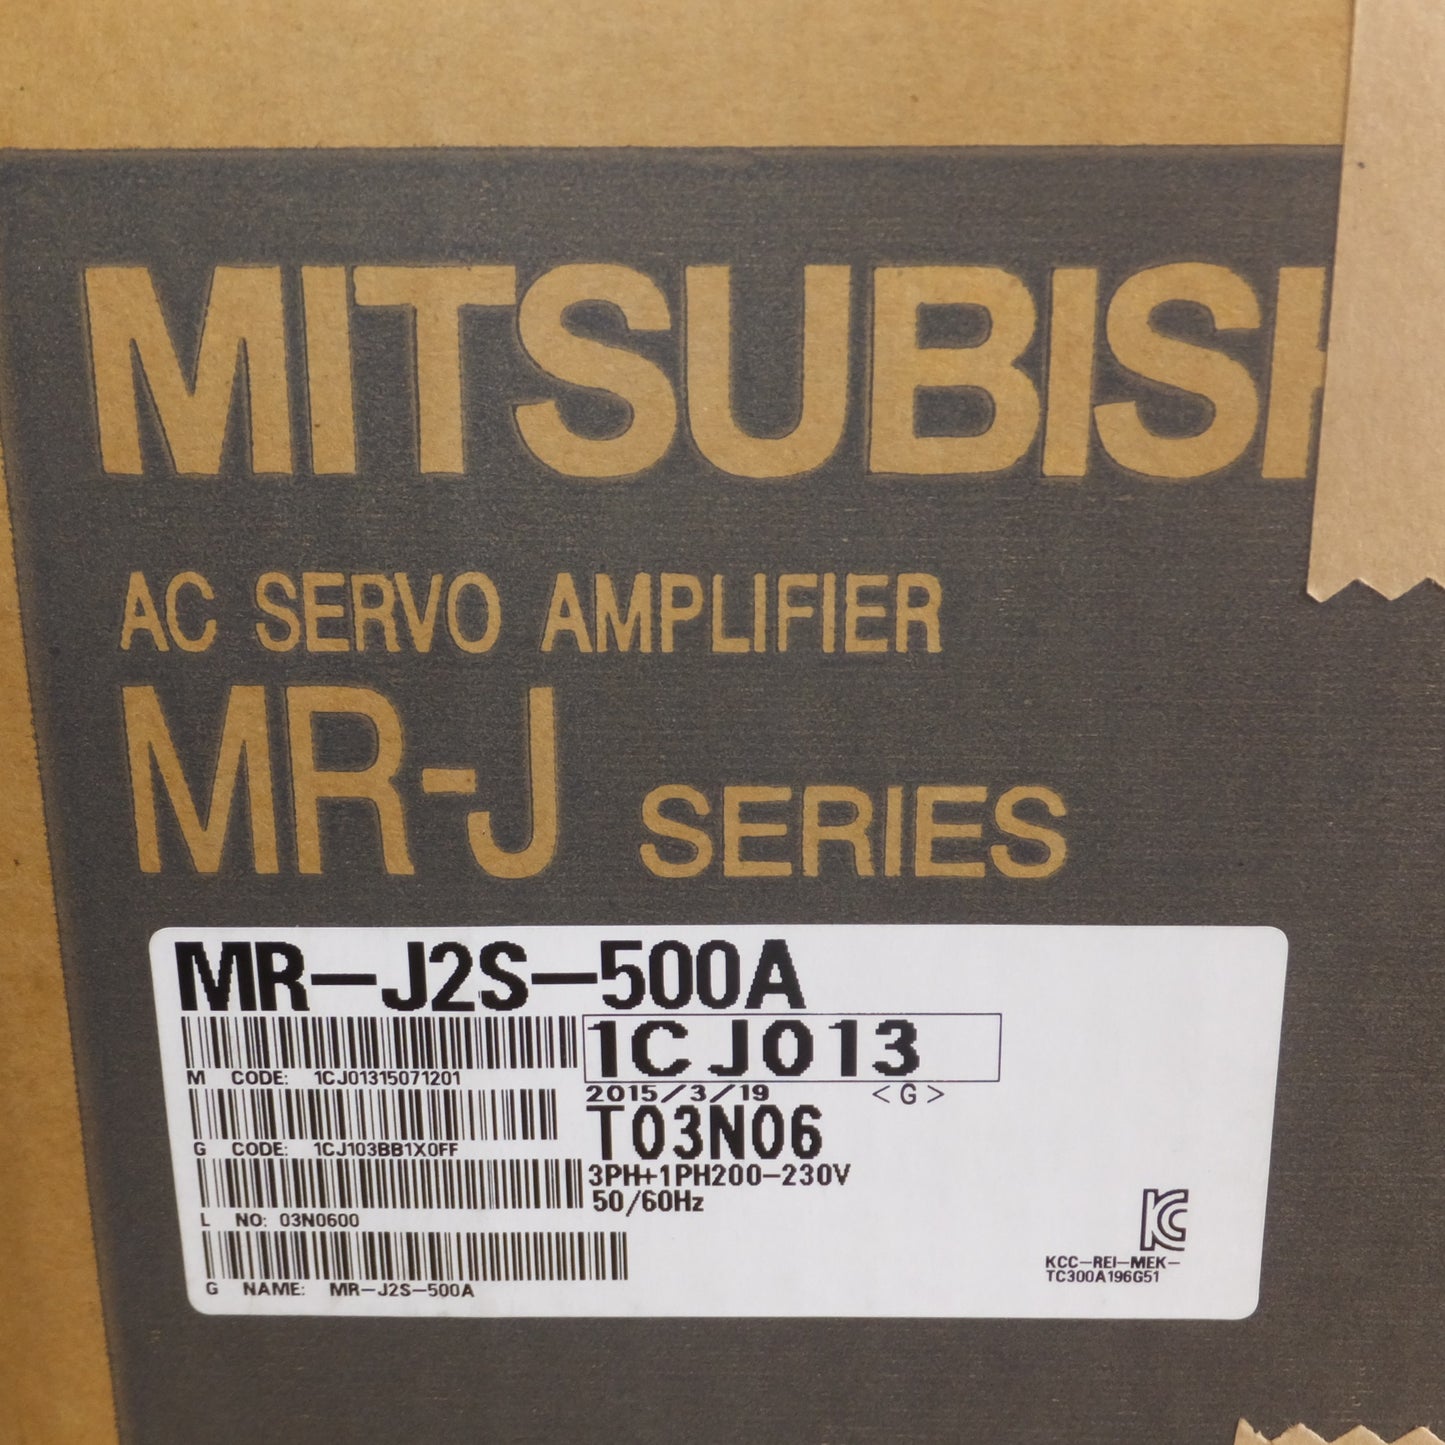 MITSUBISH
AC SERVO AMPLIFIER
MR-J SERIES
MR-J2S-500A
1CJ013
M CODE: 1CJ01315071201
2015/3/19 <G>
T03N06
G CODE: 1CJ103BB1X0FF
3PH+1PH200-230V
50/60Hz
L NO: 03N0600
KC
KCC-REI-MEK-
TC300A196G51
G NAME: MR-J2S-500A